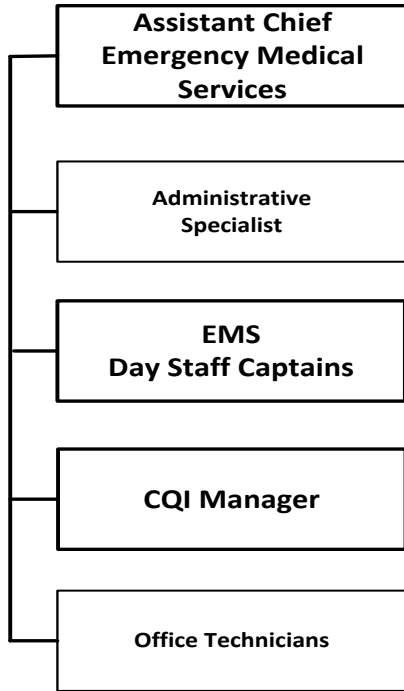 Assistant Chief
Emergency Medical
Services
Administrative
Specialist
EMS
Day Staff Captains
CQI Manager
Office Technicians